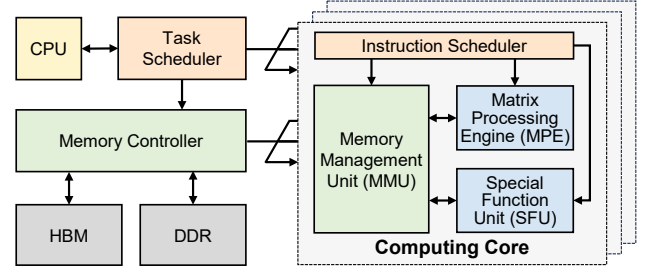 CPU
Task
Scheduler
Memory Controller
HBM
DDR
Instruction Scheduler
Memory
Management
Unit (MMU)
Matrix
Processing
Engine (MPE)
Special
Function
Unit (SFU)
Computing Core